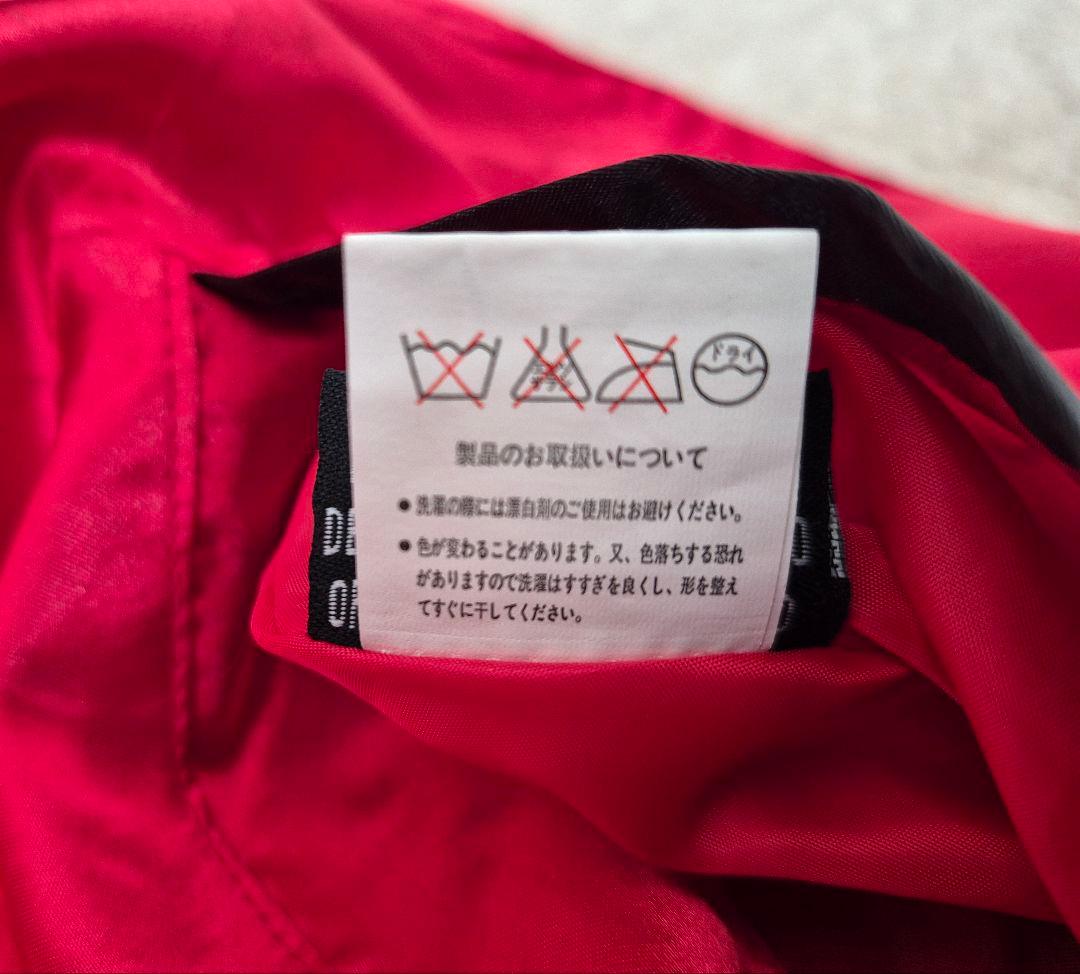 ドライ
製品のお取扱いについて
● 洗濯の際には漂白剤のご使用はお避けください。
● 色が変わることがあります。又、色落ちする恐れ
がありますので洗濯はすすぎを良くし、形を整え
てすぐに干してください。